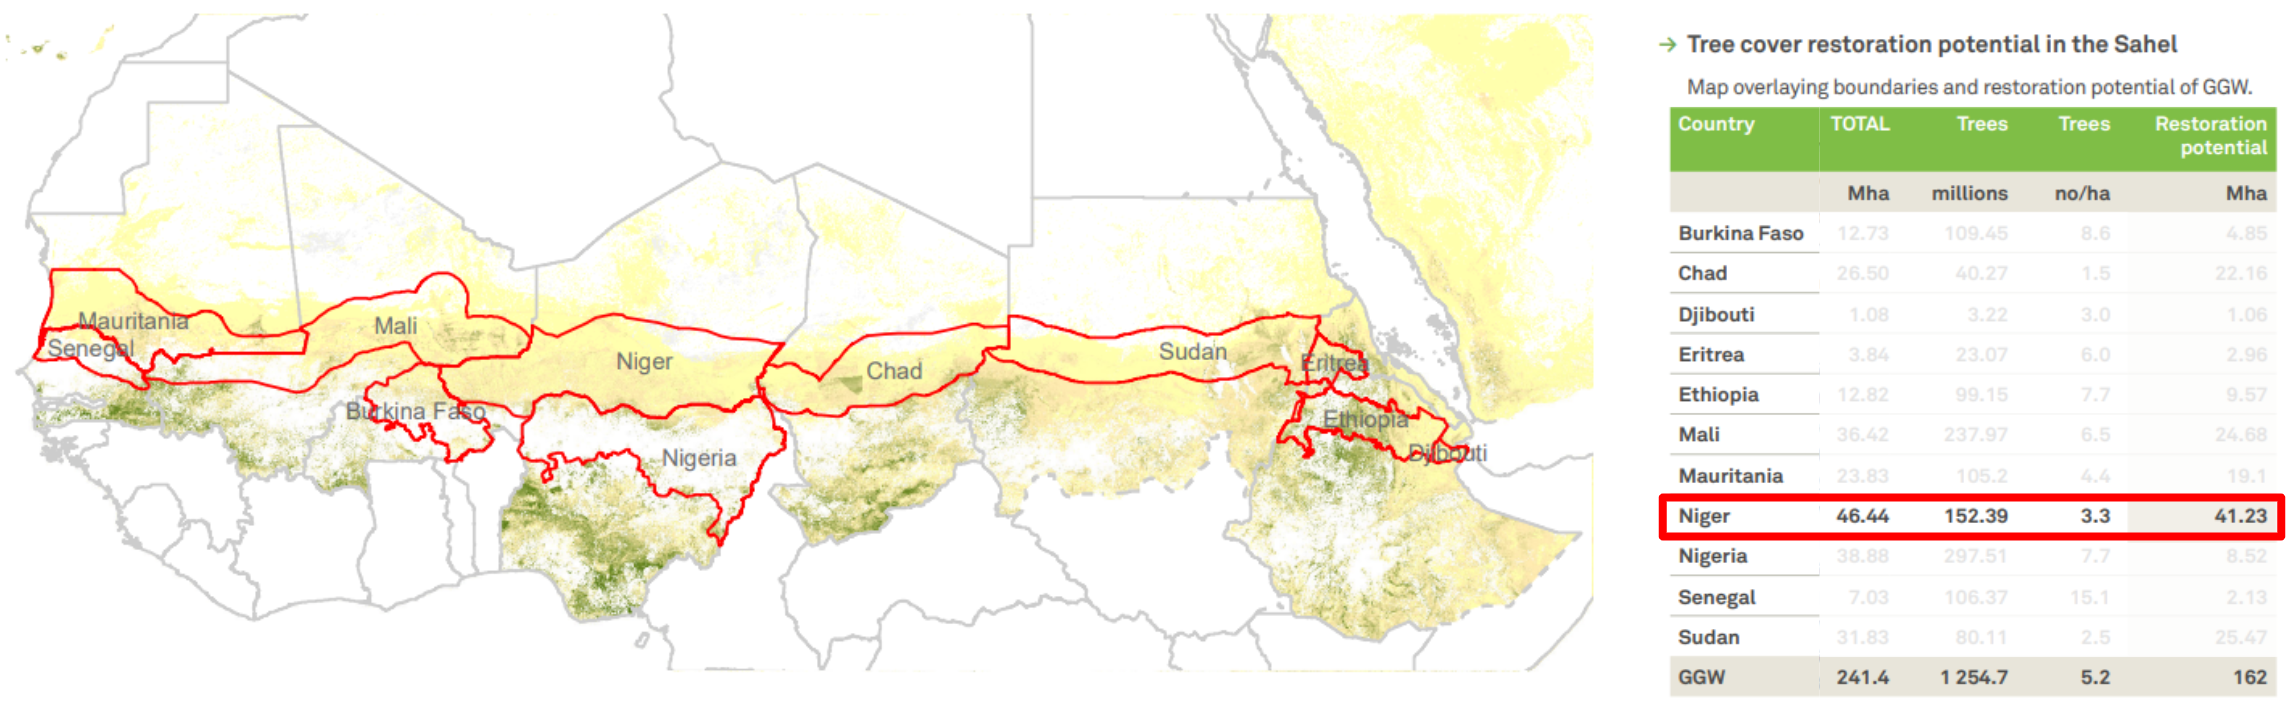 Mauritania
Senegal
Mali
Niger
Chad
Sudan
Eritrea
Burkina Faso
Nigeria
Ethiopia
Djibouti
→ Tree cover restoration potential in the Sahel
Map overlaying boundaries and restoration potential of GGW.
Country TOTAL Trees Trees Restoration potential
Mha millions no/ha Mha
Burkina Faso 12.73 109.45 8.6 4.85
Chad 26.50 40.27 1.5 22.16
Djibouti 1.08 3.22 3.0 1.06
Eritrea 3.84 23.07 6.0 2.96
Ethiopia 12.82 99.15 7.7 9.57
Mali 36.42 237.97 6.5 24.68
Mauritania 23.83 105.2 4.4 19.1
Niger 46.44 152.39 3.3 41.23
Nigeria 38.88 297.51 7.7 8.52
Senegal 7.03 106.37 15.1 2.13
Sudan 31.83 80.11 2.5 25.47
GGW 241.4 1 254.7 5.2 162